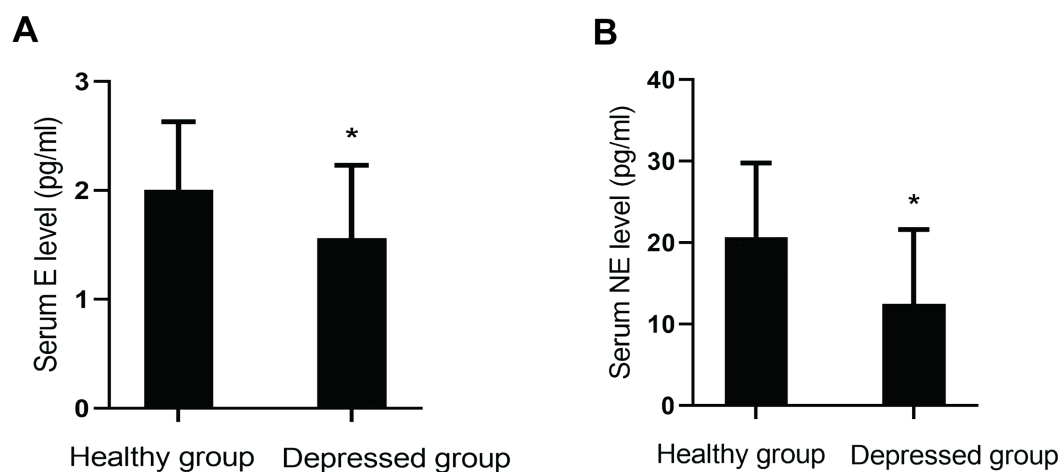 A
Serum E level (pg/ml)
3
2
1
0
*
Healthy group
Depressed group
B
Serum NE level (pg/ml)
40
30
20
10
0
*
Healthy group
Depressed group